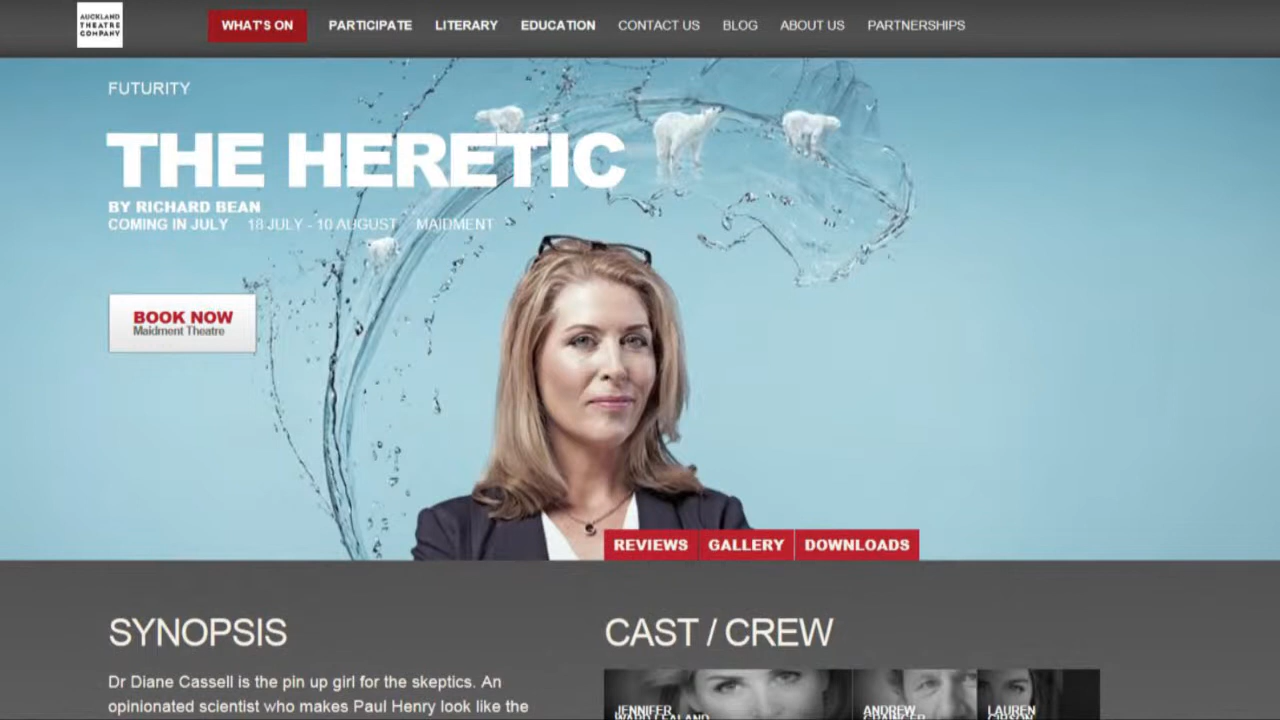 AUCKLAND
THEATRE
COMPANY
WHAT'S ON PARTICIPATE LITERARY EDUCATION CONTACT US BLOG ABOUT US PARTNERSHIPS
FUTURITY
THE HERETIC
BY RICHARD BEAN
COMING IN JULY 18 JULY - 10 AUGUST MAIDMENT
BOOK NOW
Maidment Theatre
REVIEWS GALLERY DOWNLOADS
SYNOPSIS
CAST / CREW
Dr Diane Cassell is the pin up girl for the skeptics. An
opinionated scientist who makes Paul Henry look like the
JENNIFER
ANDREW
LAUREN